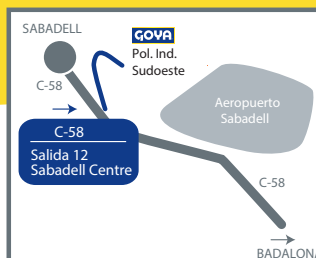 SABADELL
GOYA
Pol. Ind.
Sudoeste
C-58
Aeropuerto
Sabadell
C-58
Salida 12
Sabadell Centre
C-58
BADALONA